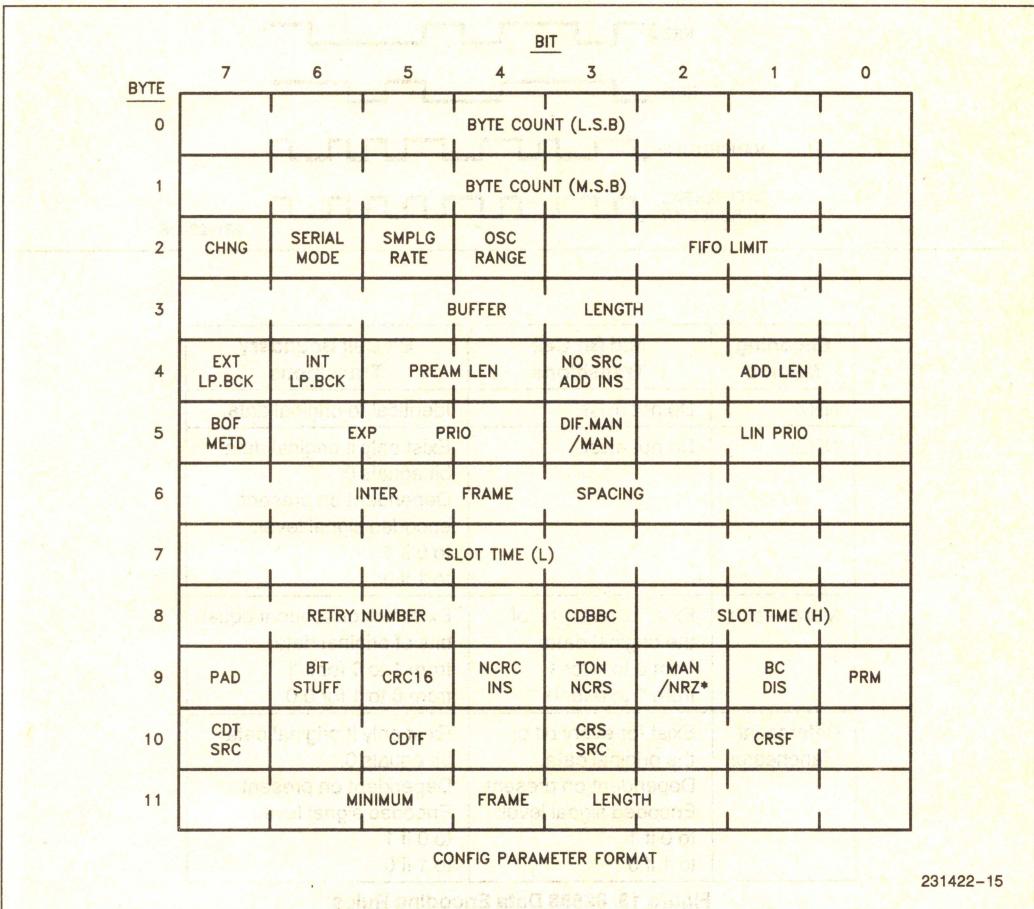 BIT
7 6 5 4 3 2 1 0
BYTE
0 BYTE COUNT (L.S.B)
1 BYTE COUNT (M.S.B)
2 CHNG SERIAL MODE SMPLG RATE OSC RANGE FIFO LIMIT
3 BUFFER LENGTH
4 EXT LP.BCK INT LP.BCK PREAM LEN NO SRC ADD INS ADD LEN
5 BOF METD EXP PRIO DIF.MAN /MAN LIN PRIO
6 INTER FRAME SPACING
7 SLOT TIME (L)
8 RETRY NUMBER CDBBC SLOT TIME (H)
9 PAD BIT STUFF CRC16 NCRC INS TON NCRS MAN /NRZ* BC DIS PRM
10 CDT SRC CDTF CRS SRC CRSF
11 MINIMUM FRAME LENGTH
CONFIG PARAMETER FORMAT
231422-15